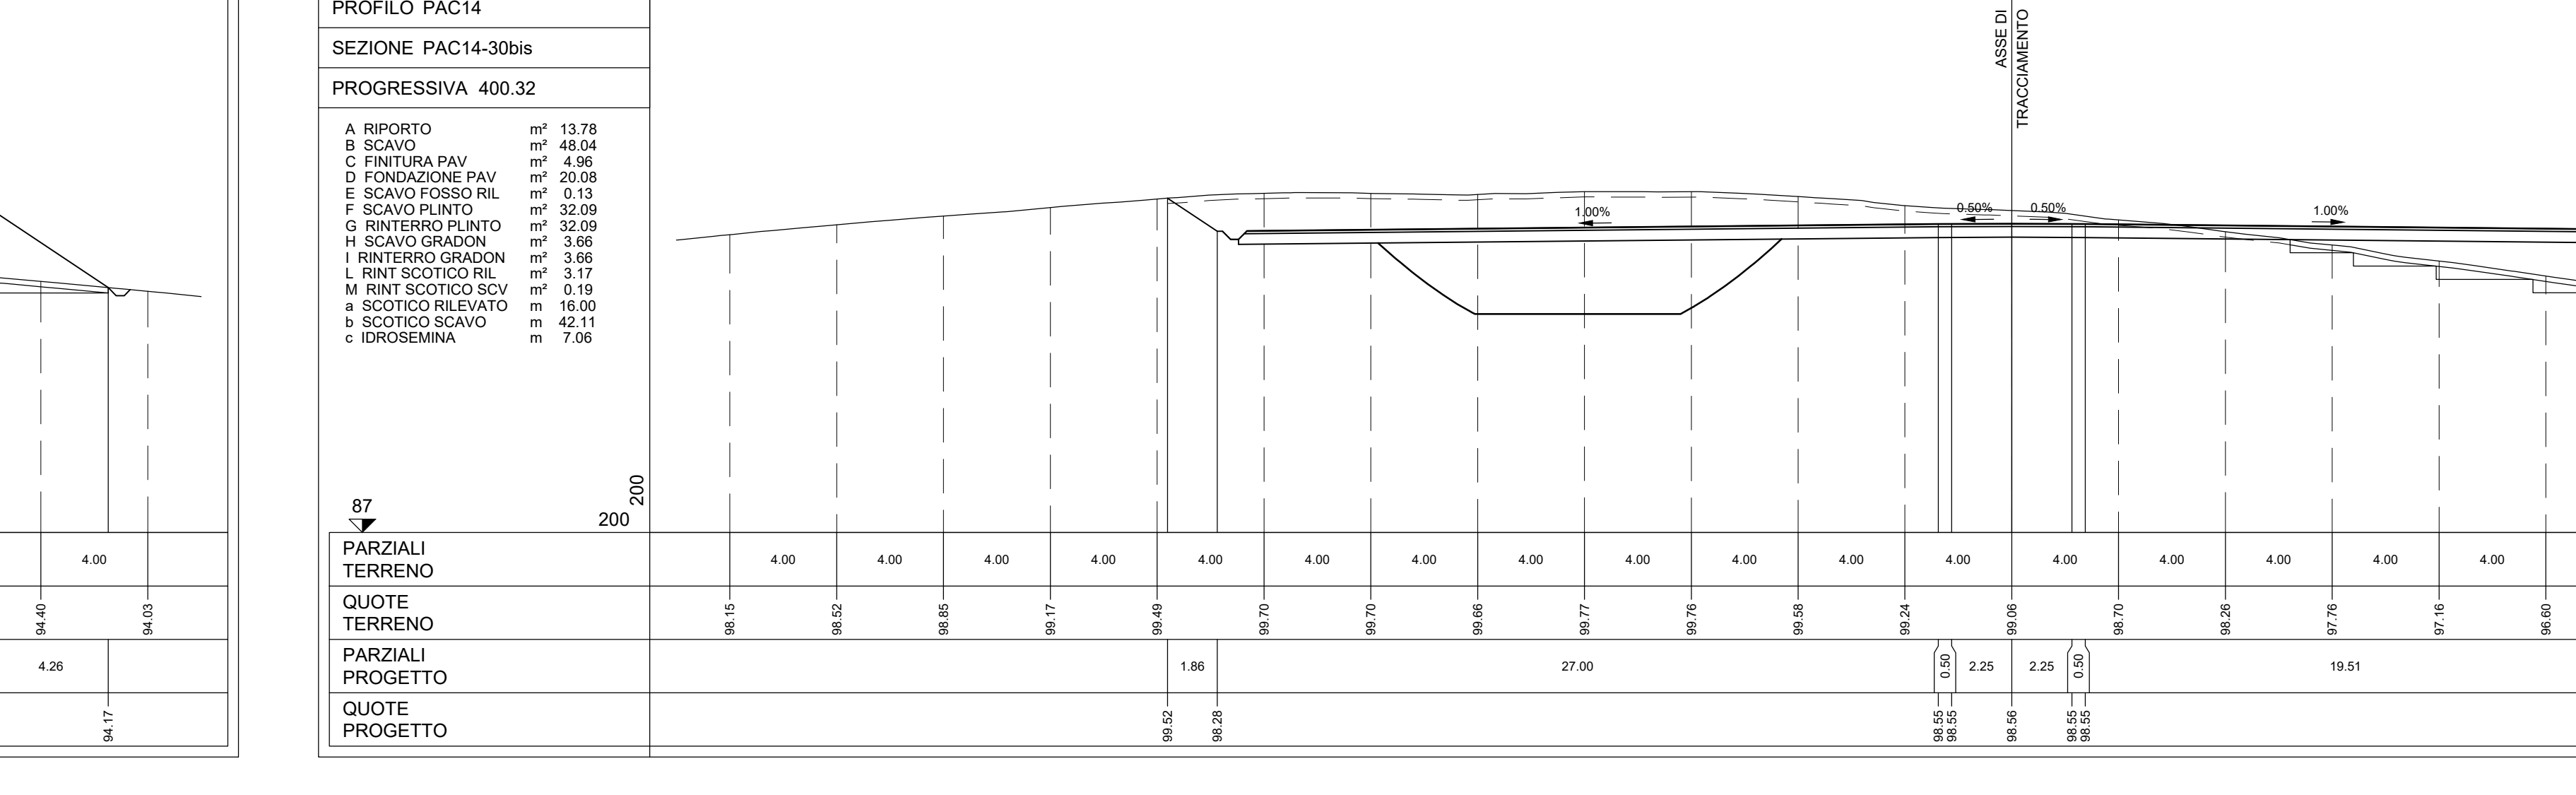 PROFILO PAC14
SEZIONE PAC14-30bis
PROGRESSIVA 400.32
A RIPORTO m² 13.78
B SCAVO m² 48.04
C FINITURA PAV m² 4.96
D FONDAZIONE PAV m² 20.08
E SCAVO FOSSO RIL m² 0.13
F SCAVO PLINTO m² 32.09
G RINTERRO PLINTO m² 32.09
H SCAVO GRADON m² 3.66
I RINTERRO GRADON m² 3.66
L RINT SCOTICO RIL m² 3.17
M RINT SCOTICO SCV m² 0.19
a SCOTICO RILEVATO m 16.00
b SCOTICO SCAVO m 42.11
c IDROSEMINA m 7.06
ASSE DI
TRACCIAMENTO
1.00% 0.50% 0.50% 1.00%
87
200
200
4.00
94.40 94.03
4.26
94.17
PARZIALI
TERRENO
4.00 4.00 4.00 4.00 4.00 4.00 4.00 4.00 4.00 4.00 4.00 4.00 4.00 4.00 4.00 4.00 4.00
QUOTE
TERRENO
98.15 98.52 98.85 99.17 99.49 99.70 99.70 99.66 99.77 99.76 99.58 99.24 99.06 98.70 98.26 97.76 97.16 96.60
PARZIALI
PROGETTO
1.86 27.00 0.50 2.25 2.25 0.50 19.51
QUOTE
PROGETTO
99.52 98.28 98.55 98.55 98.56 98.55 98.55